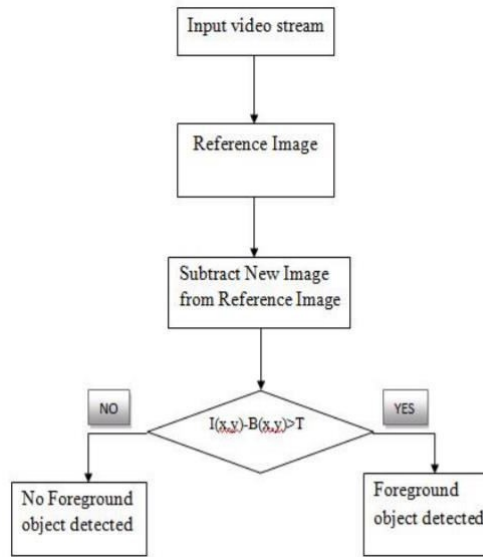 Input video stream
Reference Image
Subtract New Image
from Reference Image
NO
I(x,y)-B(x,y)>T
YES
No Foreground
object detected
Foreground
object detected